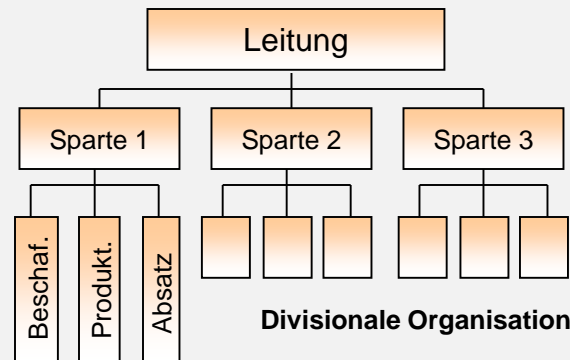 Leitung
Sparte 1
Sparte 2
Sparte 3
Beschaf.
Produkt.
Absatz
Divisionale Organisation